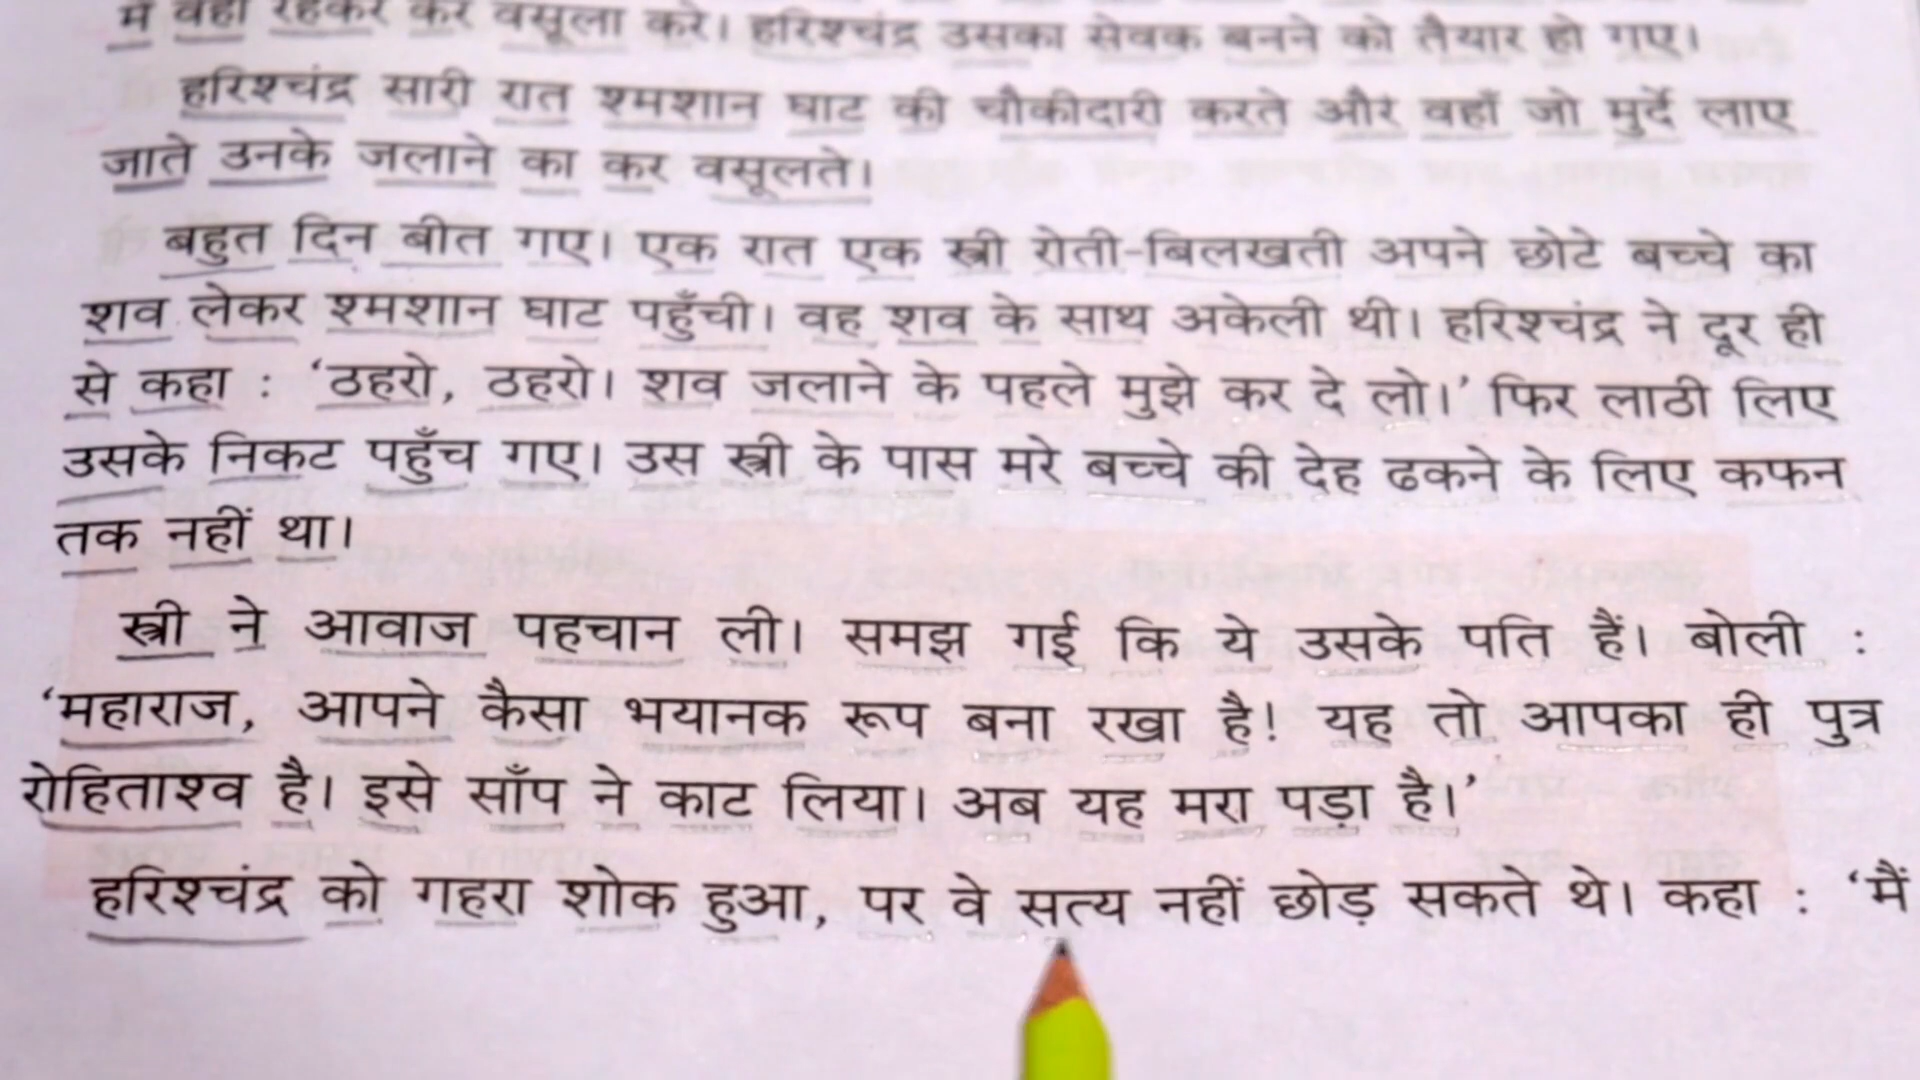 में वहाँ रहकर कर वसूला करे। हरिश्चंद्र उसका सेवक बनने को तैयार हो गए।
हरिश्चंद्र सारी रात श्मशान घाट की चौकीदारी करते और वहाँ जो मुर्दे लाए
जाते उनके जलाने का कर वसूलते।
बहुत दिन बीत गए। एक रात एक स्त्री रोती-बिलखती अपने छोटे बच्चे का
शव लेकर श्मशान घाट पहुँची। वह शव के साथ अकेली थी। हरिश्चंद्र ने दूर ही
से कहा : ‘ठहरो, ठहरो। शव जलाने के पहले मुझे कर दे लो।’ फिर लाठी लिए
उसके निकट पहुँच गए। उस स्त्री के पास मरे बच्चे की देह ढकने के लिए कफन
तक नहीं था।
स्त्री ने आवाज पहचान ली। समझ गई कि ये उसके पति हैं। बोली :
‘महाराज, आपने कैसा भयानक रूप बना रखा है! यह तो आपका ही पुत्र
रोहिताश्व है। इसे साँप ने काट लिया। अब यह मरा पड़ा है।’
हरिश्चंद्र को गहरा शोक हुआ, पर वे सत्य नहीं छोड़ सकते थे। कहा : ‘मैं